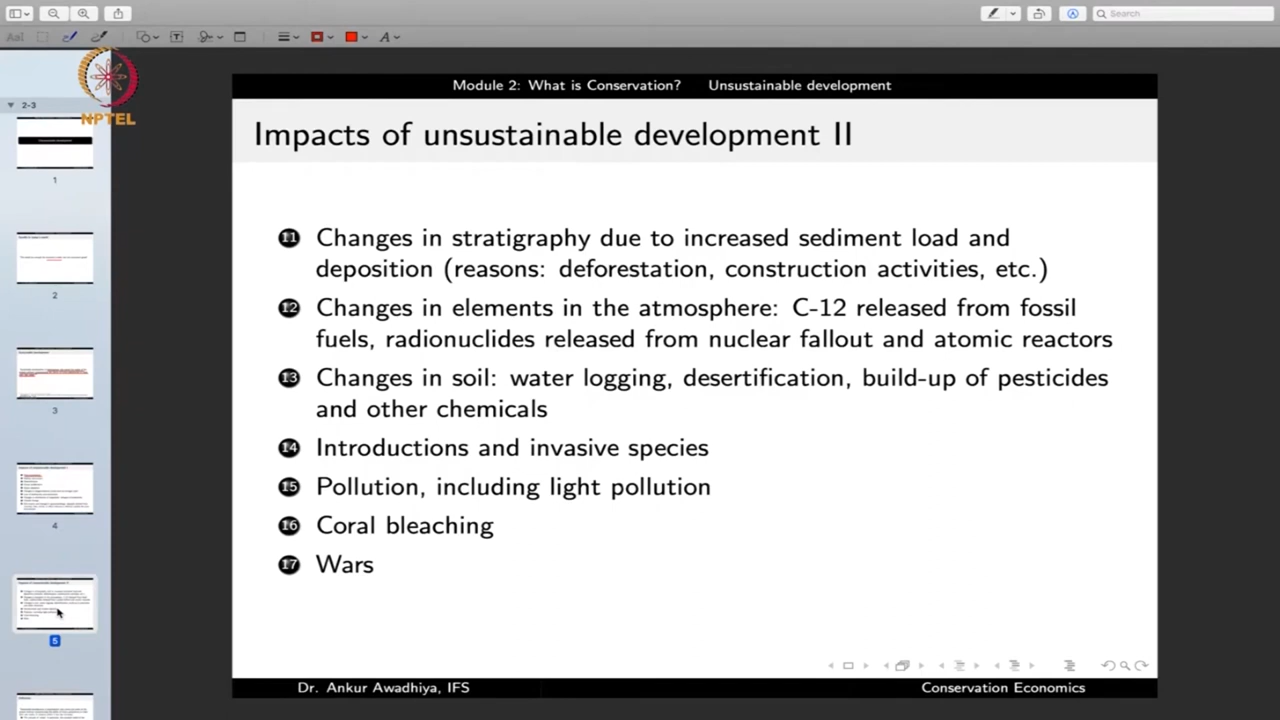 Search
AaI
A
NPTEL
2-3
1
2
3
4
5
Module 2: What is Conservation? Unsustainable development
Impacts of unsustainable development II
11 Changes in stratigraphy due to increased sediment load and
deposition (reasons: deforestation, construction activities, etc.)
12 Changes in elements in the atmosphere: C-12 released from fossil
fuels, radionuclides released from nuclear fallout and atomic reactors
13 Changes in soil: water logging, desertification, build-up of pesticides
and other chemicals
14 Introductions and invasive species
15 Pollution, including light pollution
16 Coral bleaching
17 Wars
Dr. Ankur Awadhiya, IFS Conservation Economics